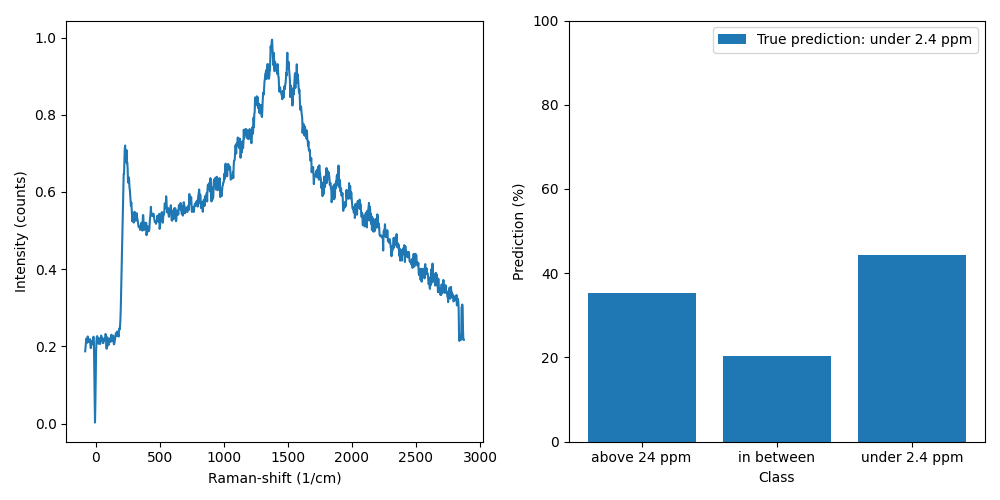 1.0
0.8
0.6
0.4
0.2
0.0
Intensity (counts)
0 500 1000 1500 2000 2500 3000
Raman-shift (1/cm)
100
80
60
40
20
0
Prediction (%)
True prediction: under 2.4 ppm
above 24 ppm in between under 2.4 ppm
Class